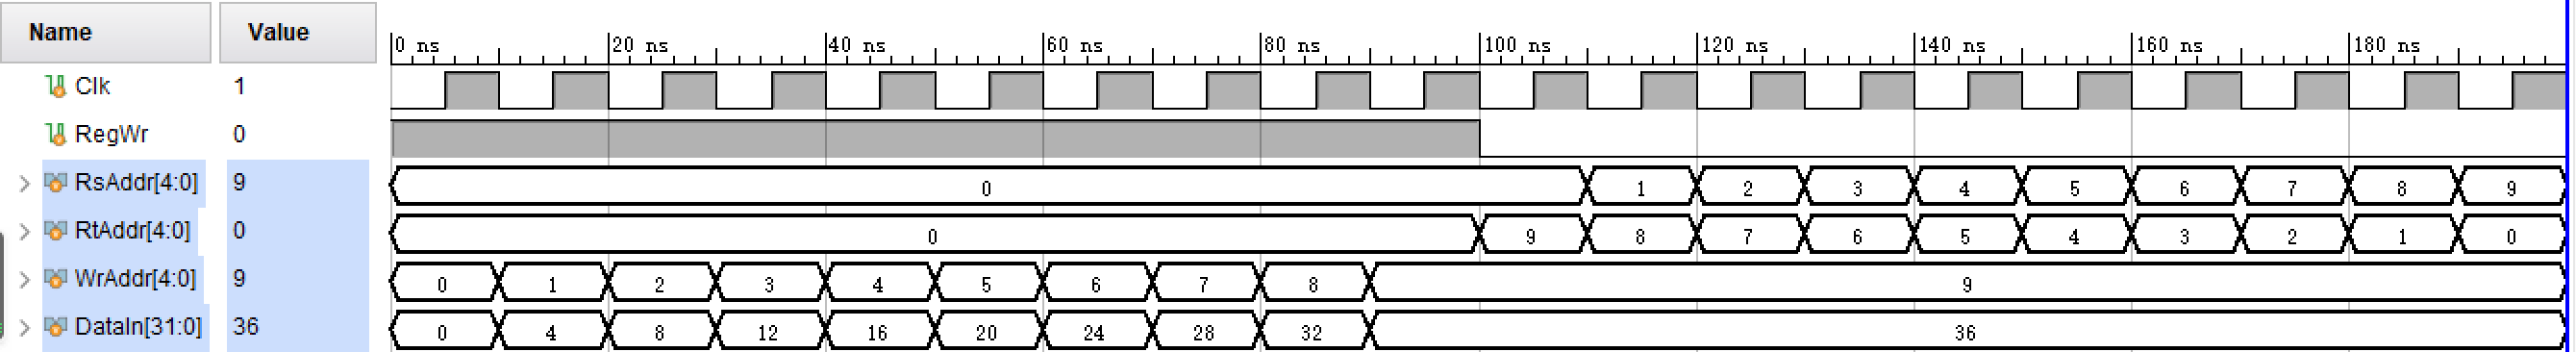 Name Value 0 ns 20 ns 40 ns 60 ns 80 ns 100 ns 120 ns 140 ns 160 ns 180 ns
Clk 1
RegWr 0
RsAddr[4:0] 9 0 1 2 3 4 5 6 7 8 9
RtAddr[4:0] 0 0 9 8 7 6 5 4 3 2 1 0
WrAddr[4:0] 9 0 1 2 3 4 5 6 7 8 9
DataIn[31:0] 36 0 4 8 12 16 20 24 28 32 36